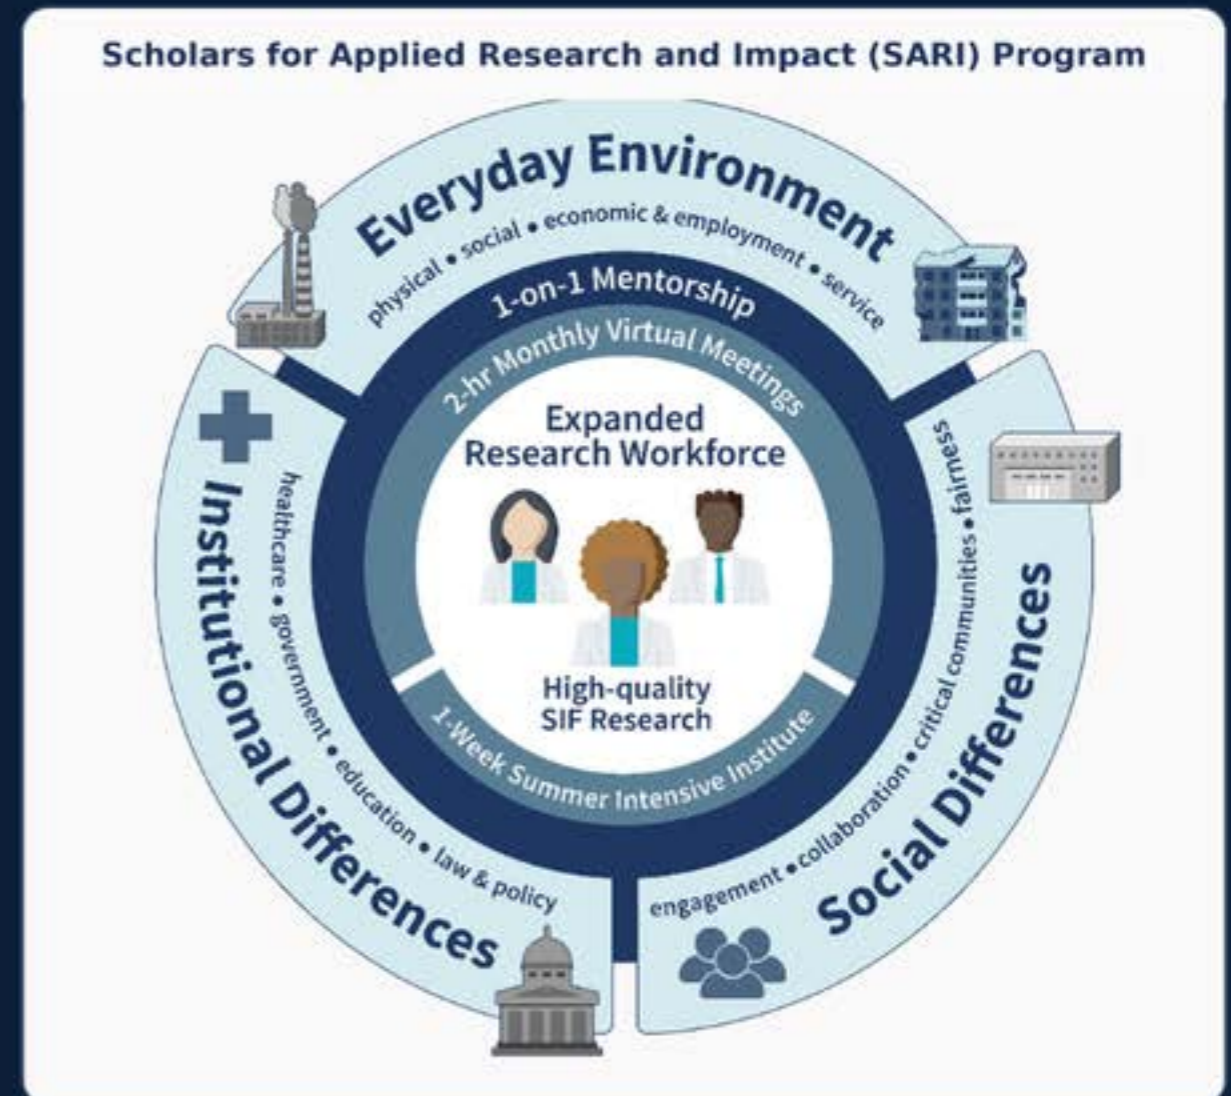 Scholars for Applied Research and Impact (SARI) Program
Everyday Environment
physical • social • economic & employment • service
1-on-1 Mentorship
2-hr Monthly Virtual Meetings
Expanded
Research Workforce
High-quality
SIF Research
1-Week Summer Intensive Institute
Institutional Differences
healthcare • government • education • law & policy
Social Differences
engagement • collaboration • critical communities • fairness